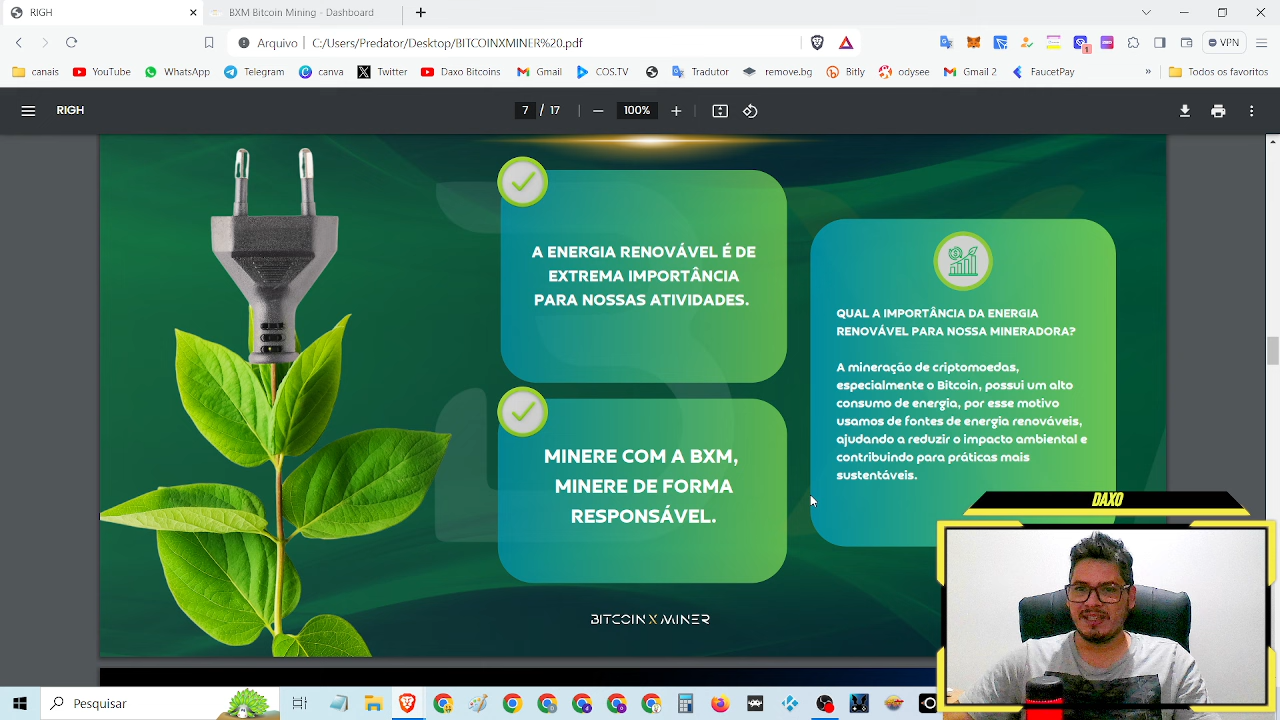 RIGH
BXM Bitcoin Mining - Dashboard
Arquivo
C:/Users/creator/Desktop/BITCOINXMINER%20.pdf
VPN
canais
YouTube
WhatsApp
Telegram
canva
Twitter
Daxo Bitcoins
Gmail
COS.TV
Tradutor
remove.bg
Bitly
odysee
Gmail 2
FaucetPay
Todos os favoritos
RIGH
7 / 17
100%
A ENERGIA RENOVÁVEL É DE
EXTREMA IMPORTÂNCIA
PARA NOSSAS ATIVIDADES.
MINERE COM A BXM,
MINERE DE FORMA
RESPONSÁVEL.
QUAL A IMPORTÂNCIA DA ENERGIA
RENOVÁVEL PARA NOSSA MINERADORA?
A mineração de criptomoedas,
especialmente o Bitcoin, possui um alto
consumo de energia, por esse motivo
usamos de fontes de energia renováveis,
ajudando a reduzir o impacto ambiental e
contribuindo para práticas mais
sustentáveis.
BITCOIN X MINER
DAXO
Pesquisar